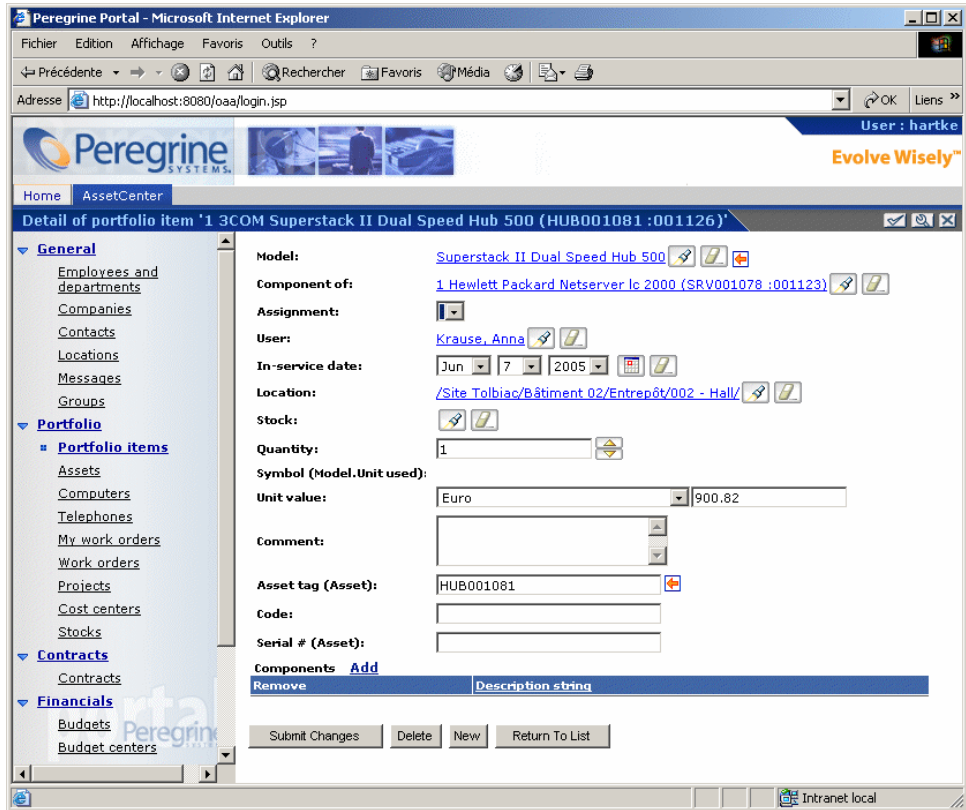 Peregrine Portal - Microsoft Internet Explorer
Fichier Edition Affichage Favoris Outils ?
Précédente Rechercher Favoris Média
Adresse http://localhost:8080/oaa/login.jsp OK Liens »
User : hartke
Peregrine SYSTEMS.
Evolve Wisely™
Home AssetCenter
Detail of portfolio item '1 3COM Superstack II Dual Speed Hub 500 (HUB001081 :001126)'
General
Employees and departments
Companies
Contacts
Locations
Messages
Groups
Portfolio
Portfolio items
Assets
Computers
Telephones
My work orders
Work orders
Projects
Cost centers
Stocks
Contracts
Contracts
Financials
Budgets
Budget centers
Model: Superstack II Dual Speed Hub 500
Component of: 1 Hewlett Packard Netserver lc 2000 (SRV001078 :001123)
Assignment:
User: Krause, Anna
In-service date: Jun 7 2005
Location: /Site Tolbiac/Bâtiment 02/Entrepôt/002 - Hall/
Stock:
Quantity: 1
Symbol (Model.Unit used):
Unit value: Euro 900.82
Comment:
Asset tag (Asset): HUB001081
Code:
Serial # (Asset):
Components Add
Remove Description string
Submit Changes Delete New Return To List
Intranet local